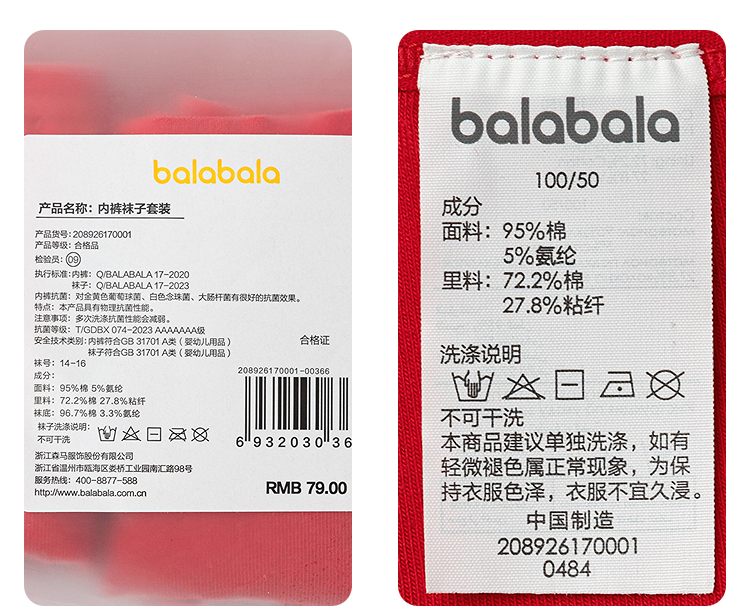 balabala
产品名称：内裤袜子套装
产品货号：208926170001
产品等级：合格品
检验员：09
执行标准：内裤：Q/BALABALA 17-2020
袜子：Q/BALABALA 17-2023
内裤抗菌：对金黄色葡萄球菌、白色念珠菌、大肠杆菌有很好的抗菌效果。
特点：本产品具有物理抗菌性能。
注意事项：多次洗涤抗菌性能会减弱。
抗菌等级：T/GDBX 074-2023 AAAAAAA级
安全技术类别：内裤符合GB 31701 A类（婴幼儿用品）
袜子符合GB 31701 A类（婴幼儿用品）
合格证
袜号：14-16
成分：
面料：95%棉 5%氨纶
里料：72.2%棉 27.8%粘纤
袜底：96.7%棉 3.3%氨纶
袜子洗涤说明：
不可干洗
208926170001-00366
6 932030 36
浙江森马服饰股份有限公司
浙江省温州市瓯海区娄桥工业园南汇路98号
服务热线：400-8877-588
http://www.balabala.com.cn
RMB 79.00
balabala
100/50
成分
面料：95%棉
5%氨纶
里料：72.2%棉
27.8%粘纤
洗涤说明
不可干洗
本商品建议单独洗涤，如有
轻微褪色属正常现象，为保
持衣服色泽，衣服不宜久浸。
中国制造
208926170001
0484